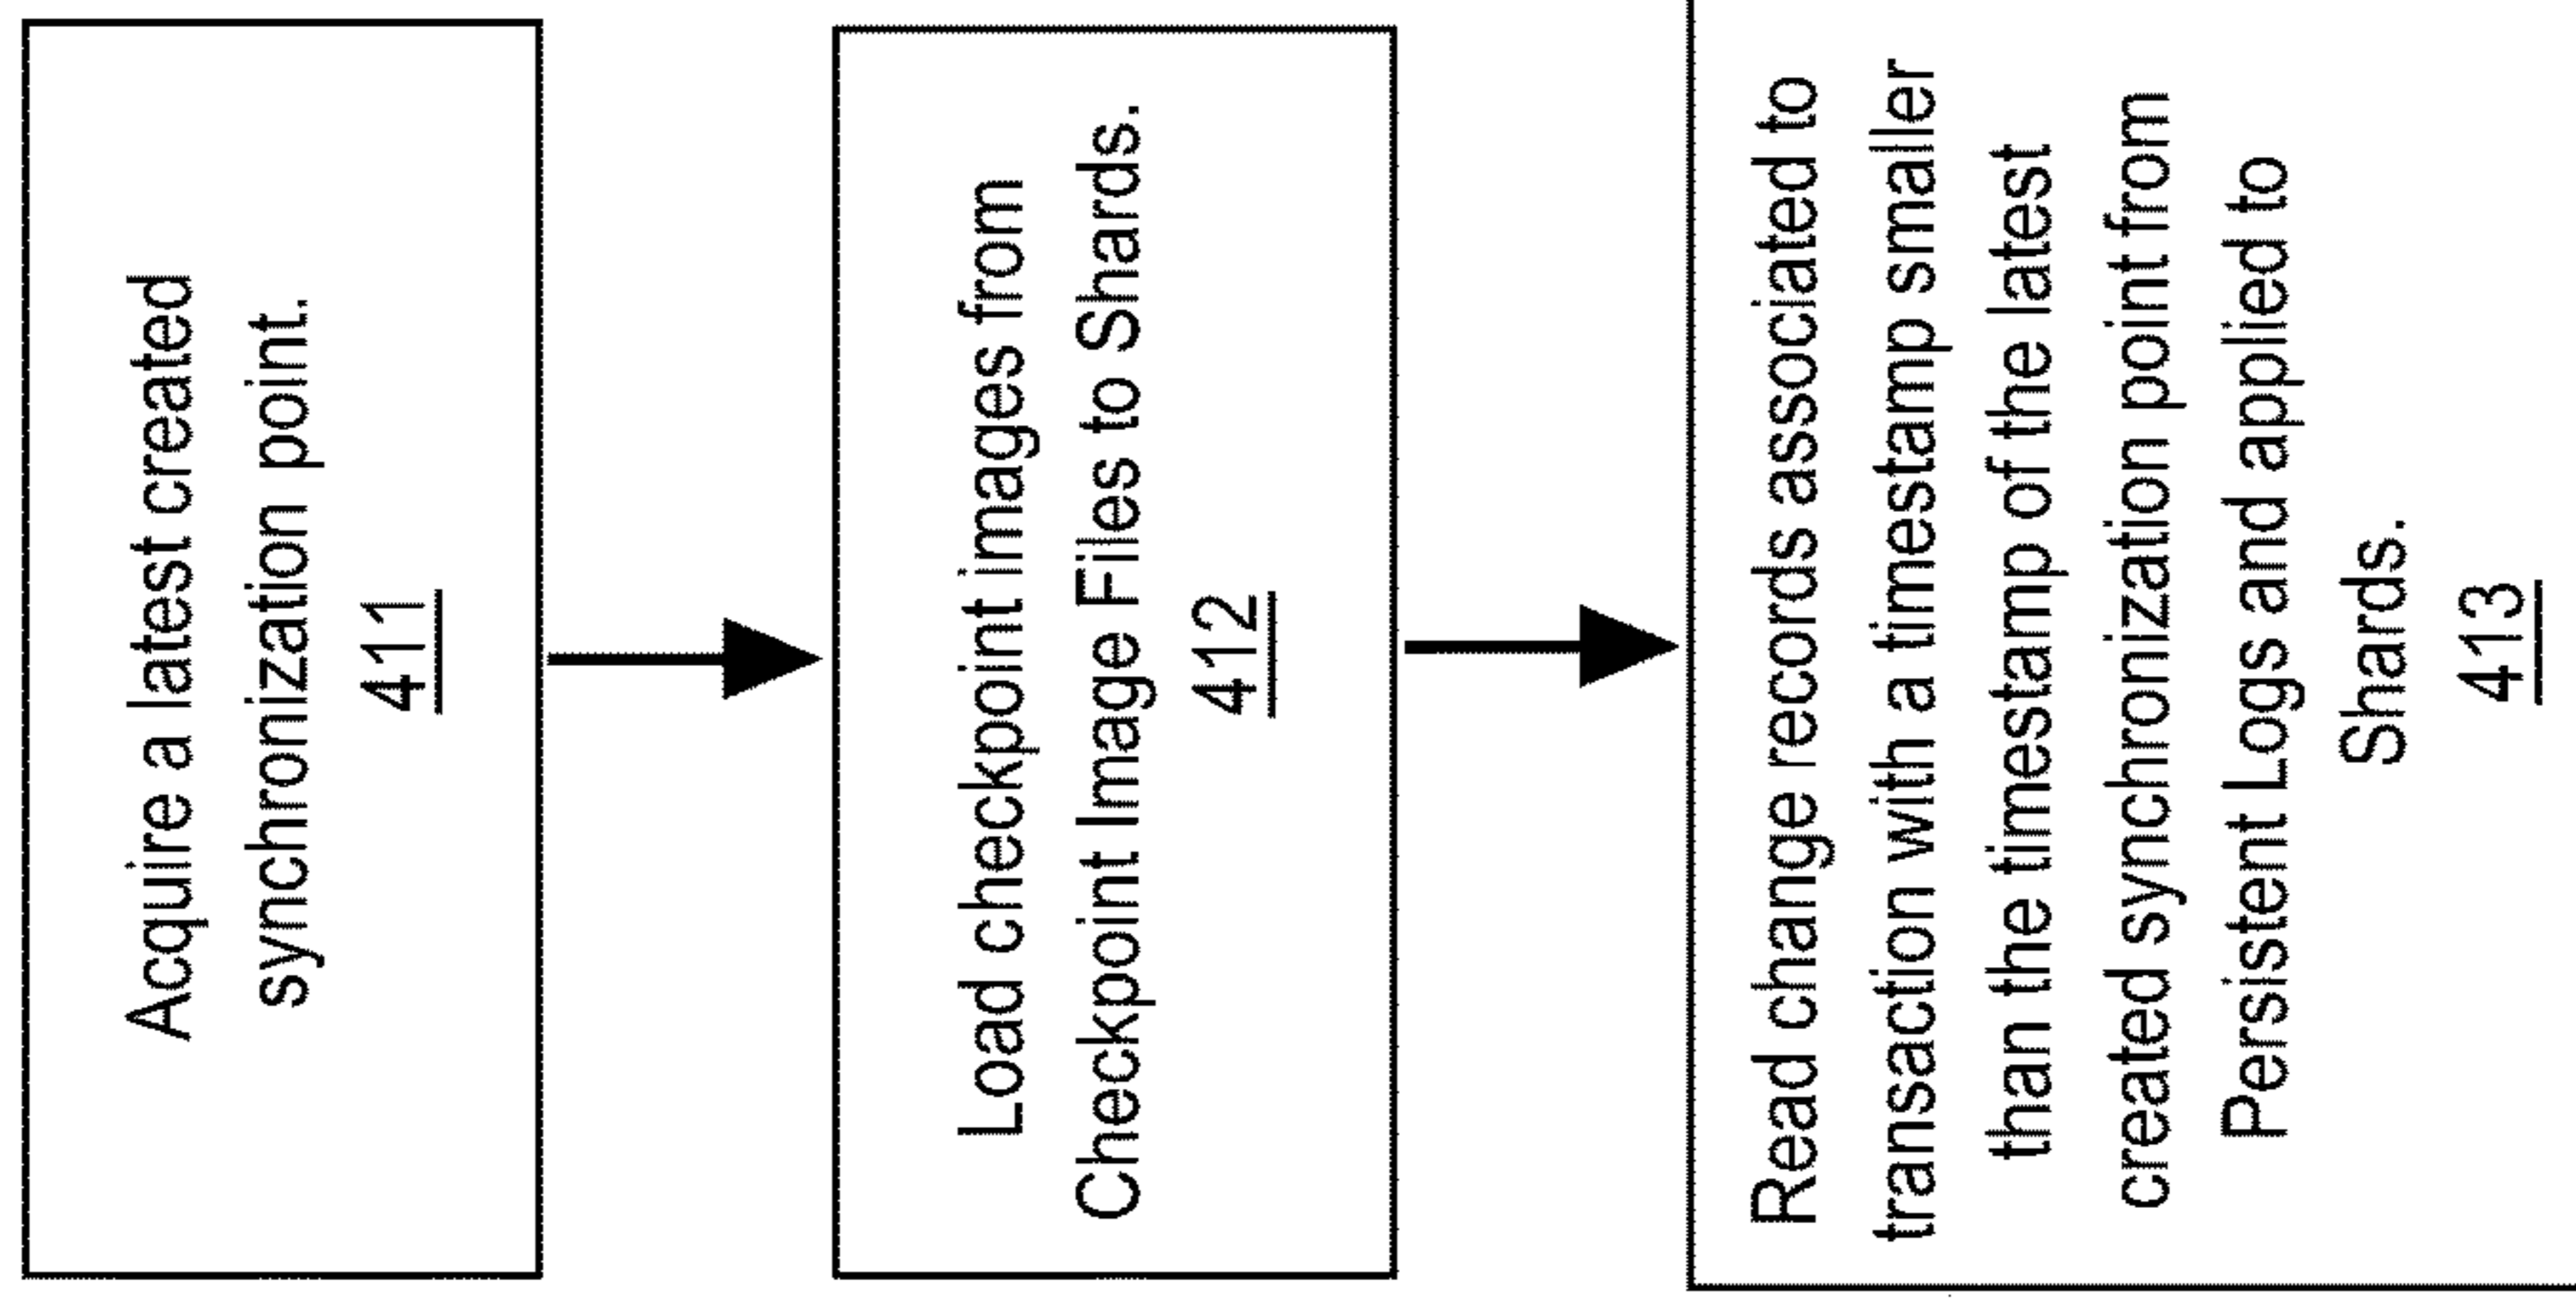 Acquire a latest created
synchronization point.
411
Load checkpoint images from
Checkpoint Image Files to Shards.
412
Read change records associated to
transaction with a timestamp smaller
than the timestamp of the latest
created synchronization point from
Persistent Logs and applied to
Shards.
413